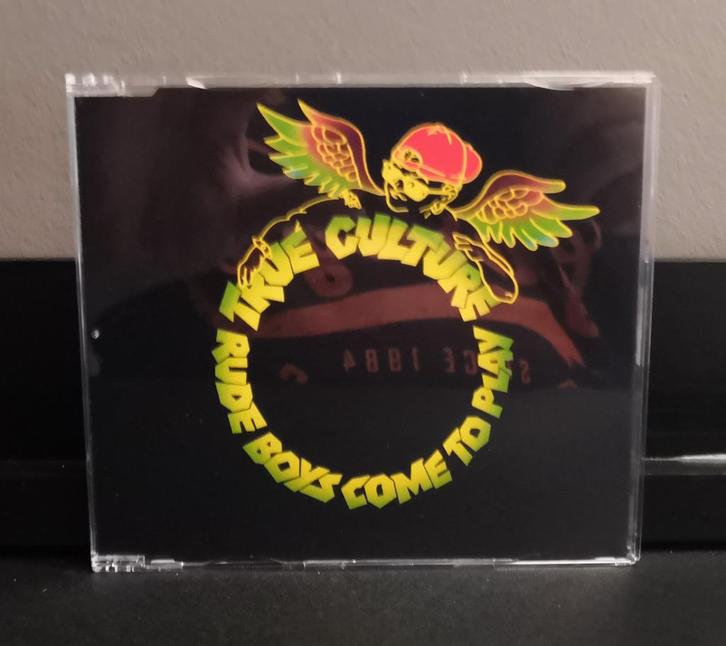 TRUE CULTURE
RUDE BOYS COME TO PLAY
SINCE 1984